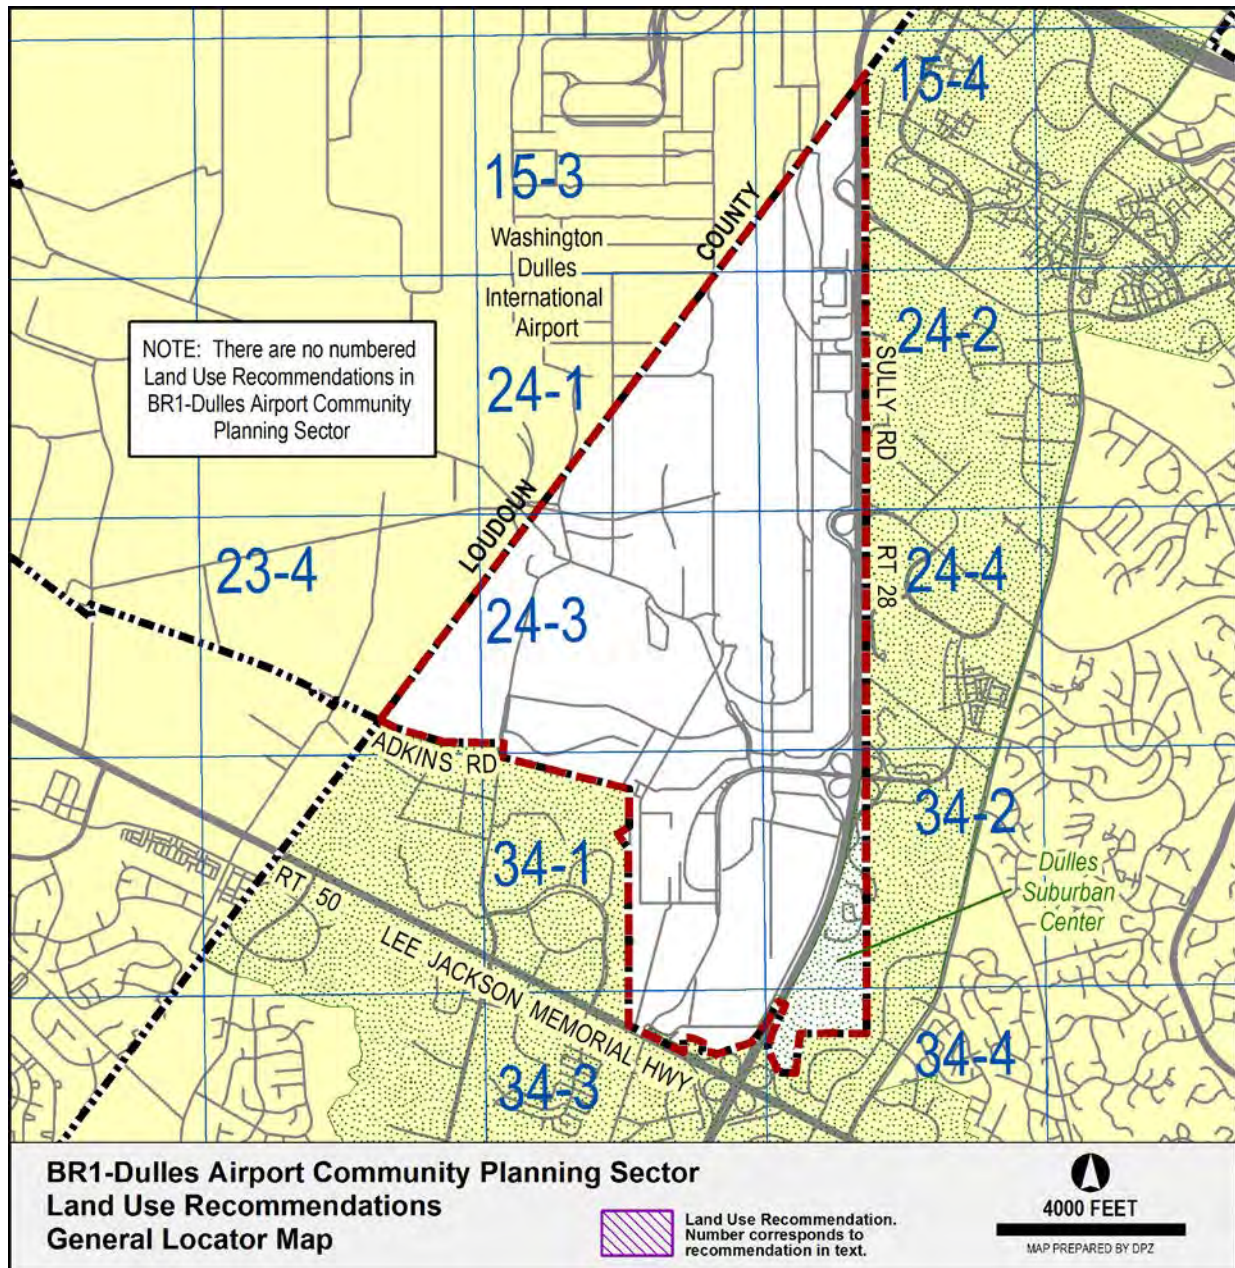 15-4
15-3
COUNTY
Washington
Dulles
International
Airport
NOTE: There are no numbered
Land Use Recommendations in
BR1-Dulles Airport Community
Planning Sector
24-2
SULLY RD RT 28
24-1
LOUDOUN
23-4
24-4
24-3
ADKINS RD
34-2
34-1
Dulles
Suburban
Center
RT 50
LEE JACKSON MEMORIAL HWY
34-4
34-3
BR1-Dulles Airport Community Planning Sector
Land Use Recommendations
General Locator Map
Land Use Recommendation.
Number corresponds to
recommendation in text.
4000 FEET
MAP PREPARED BY DPZ